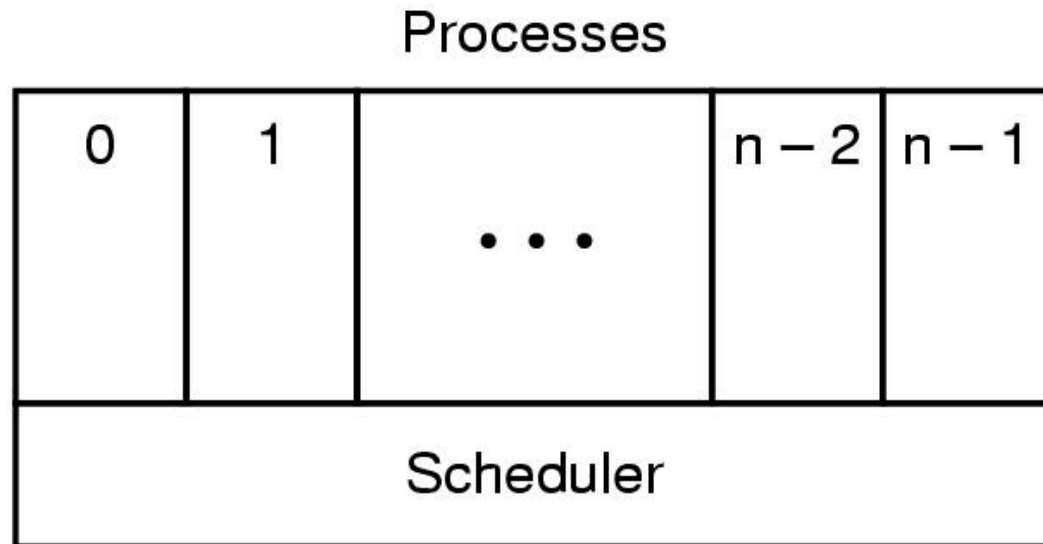 Processes
0 1 n – 2 n – 1
• • •
Scheduler